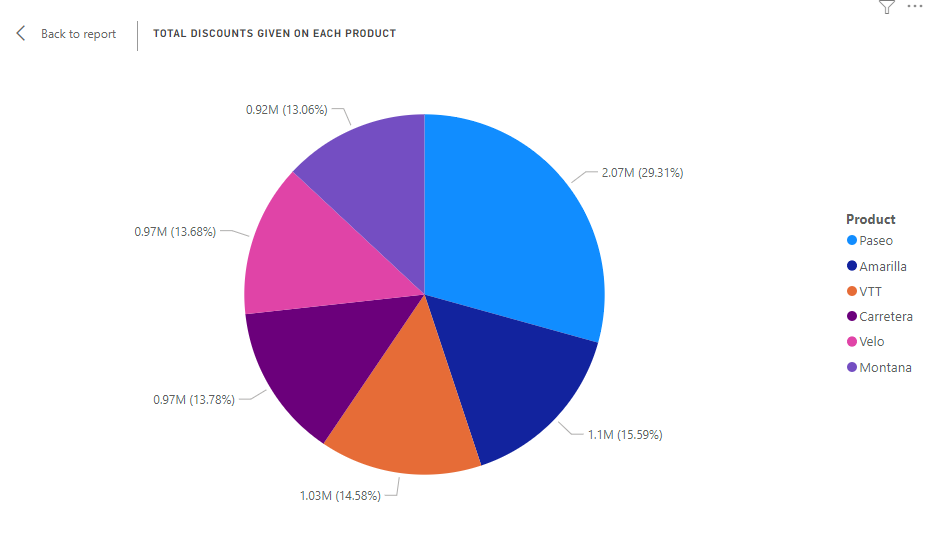 Back to report
TOTAL DISCOUNTS GIVEN ON EACH PRODUCT
0.92M (13.06%)
2.07M (29.31%)
0.97M (13.68%)
0.97M (13.78%)
1.1M (15.59%)
1.03M (14.58%)
Product
Paseo
Amarilla
VTT
Carretera
Velo
Montana